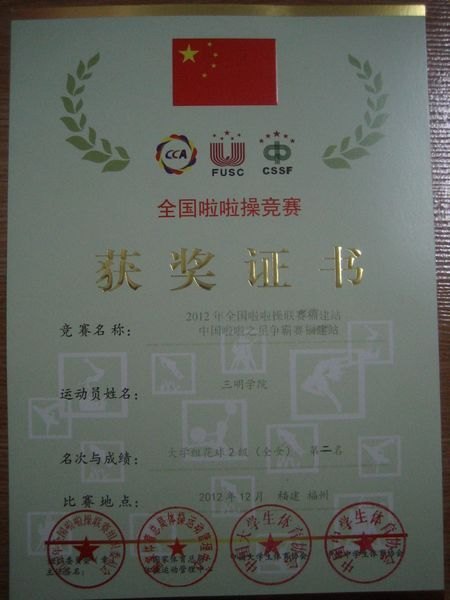 CCA
FUSC
CSSF
全国啦啦操竞赛
获奖证书
2012年全国啦啦操联赛福建站
竞赛名称：
中国啦啦之星争霸赛福建站
运动员姓名：
三明学院
名次与成绩：
大学组花球2级（全女） 第二名
比赛地点：
2012年12月 福建 福州